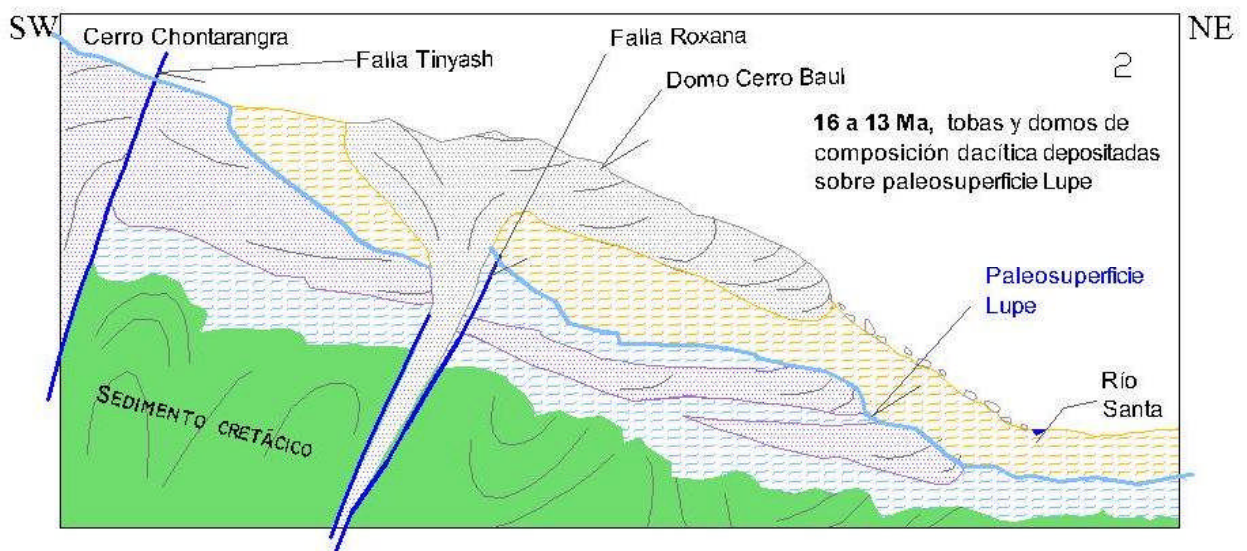 SW
NE
Cerro Chontarangra
Falla Tinyash
Falla Roxana
Domo Cerro Baul
2
16 a 13 Ma, tobas y domos de
composición dacítica depositadas
sobre paleosuperficie Lupe
Paleosuperficie
Lupe
Río
Santa
SEDIMENTO CRETÁCICO